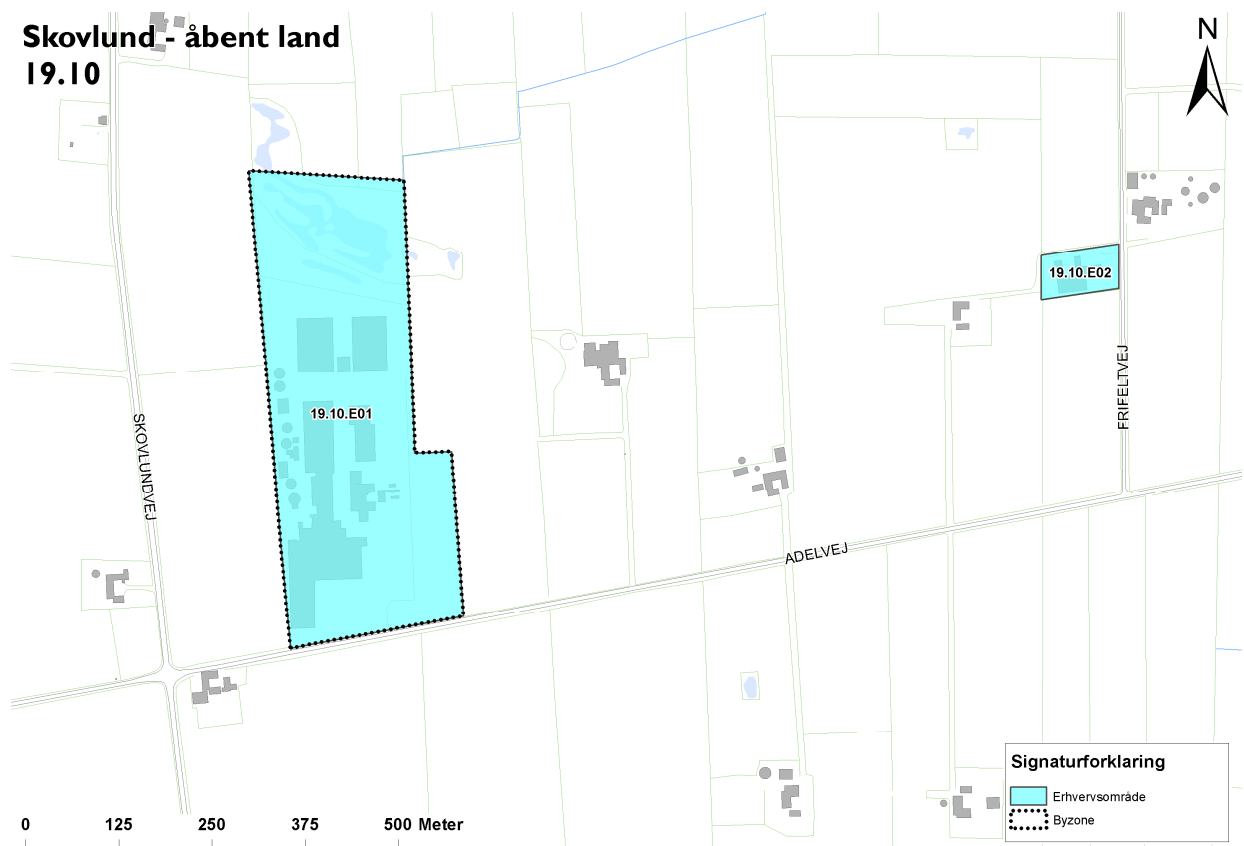 Skovlund - åbent land
19.10
N
19.10.E02
19.10.E01
FRIFELTVEJ
SKOVLUNDVEJ
ADELVEJ
Signaturforklaring
Erhvervsområde
Byzone
0 125 250 375 500 Meter